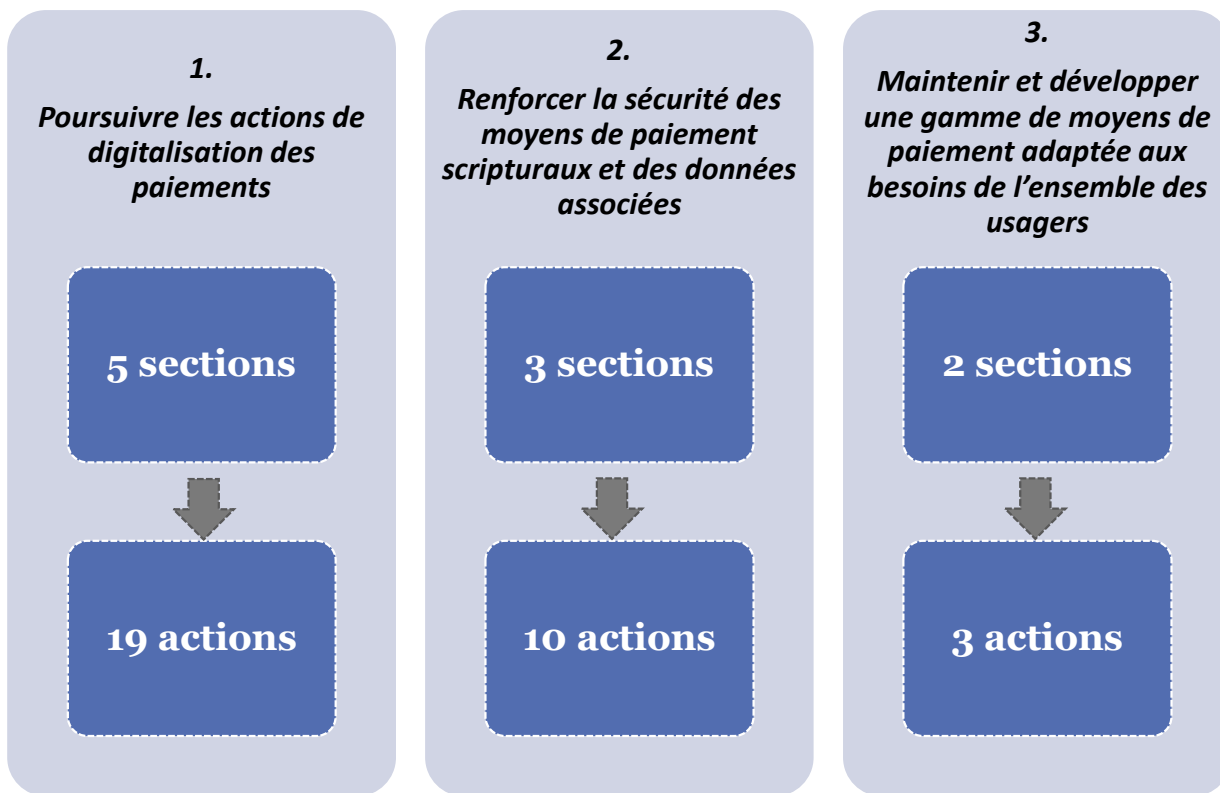 1.
Poursuivre les actions de
digitalisation des
paiements
5 sections
19 actions
2.
Renforcer la sécurité des
moyens de paiement
scripturaux et des données
associées
3 sections
10 actions
3.
Maintenir et développer
une gamme de moyens de
paiement adaptée aux
besoins de l’ensemble des
usagers
2 sections
3 actions